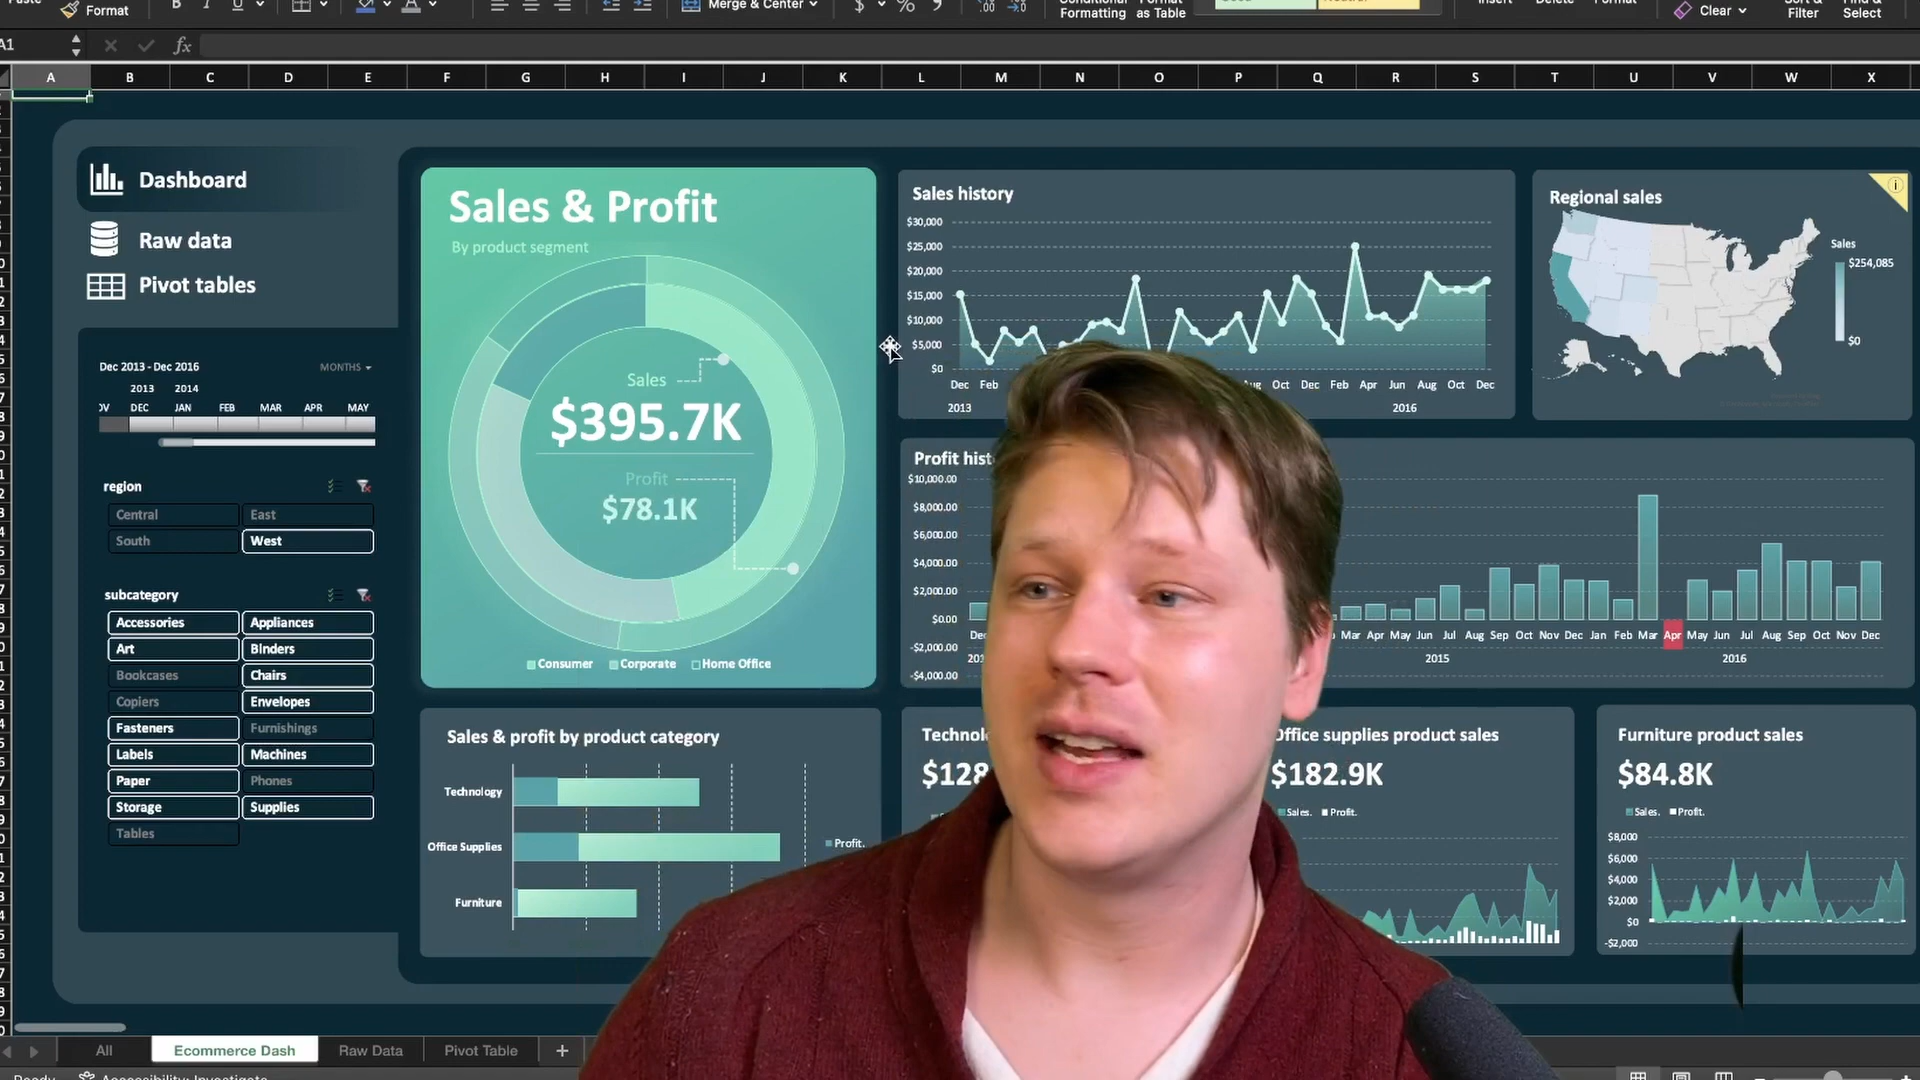 Format
Merge & Center
Clear
Formatting
as Table
Filter
Select
A1
fx
A B C D E F G H I J K L M N O P Q R S T U V W X
Dashboard
Raw data
Pivot tables
Dec 2013 - Dec 2016
MONTHS
2013 2014
DEC JAN FEB MAR APR MAY
region
Central East
South West
subcategory
Accessories Appliances
Art Binders
Bookcases Chairs
Copiers Envelopes
Fasteners Furnishings
Labels Machines
Paper Phones
Storage Supplies
Tables
Sales & Profit
By product segment
Sales
$395.7K
Profit
$78.1K
Consumer Corporate Home Office
Sales history
$30,000
$25,000
$20,000
$15,000
$10,000
$5,000
$0
Dec Feb
Oct Dec Feb Apr Jun Aug Oct Dec
2013 2016
Regional sales
Sales
$254,085
$0
Profit
$10,000.00
$8,000.00
$6,000.00
$4,000.00
$2,000.00
$0.00
-$2,000.00
-$4,000.00
Mar Apr May Jun Jul Aug Sep Oct Nov Dec Jan Feb Mar Apr May Jun Jul Aug Sep Oct Nov Dec
2015 2016
Sales & profit by product category
Technology
Office Supplies
Furniture
Profit.
$128
Office supplies product sales
$182.9K
Sales. Profit.
Furniture product sales
$84.8K
Sales. Profit.
$8,000
$6,000
$4,000
$2,000
$0
-$2,000
All Ecommerce Dash Raw Data Pivot Table +